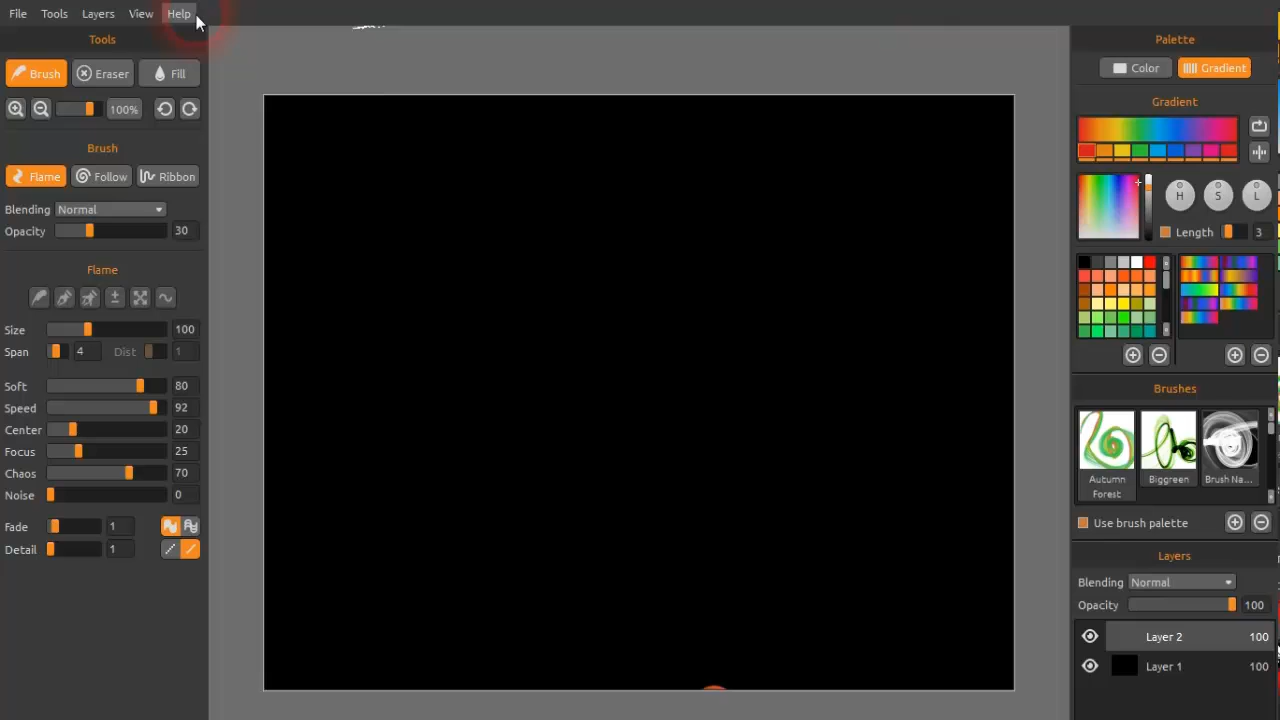 File Tools Layers View Help
Tools
Brush Eraser Fill
100%
Brush
Flame Follow Ribbon
Blending Normal
Opacity 30
Flame
Size 100
Span 4 Dist 1
Soft 80
Speed 92
Center 20
Focus 25
Chaos 70
Noise 0
Fade 1
Detail 1
Palette
Color Gradient
Gradient
H S L
Length 3
Brushes
Autumn Forest
Biggreen
Brush Na...
Use brush palette
Layers
Blending Normal
Opacity 100
Layer 2 100
Layer 1 100